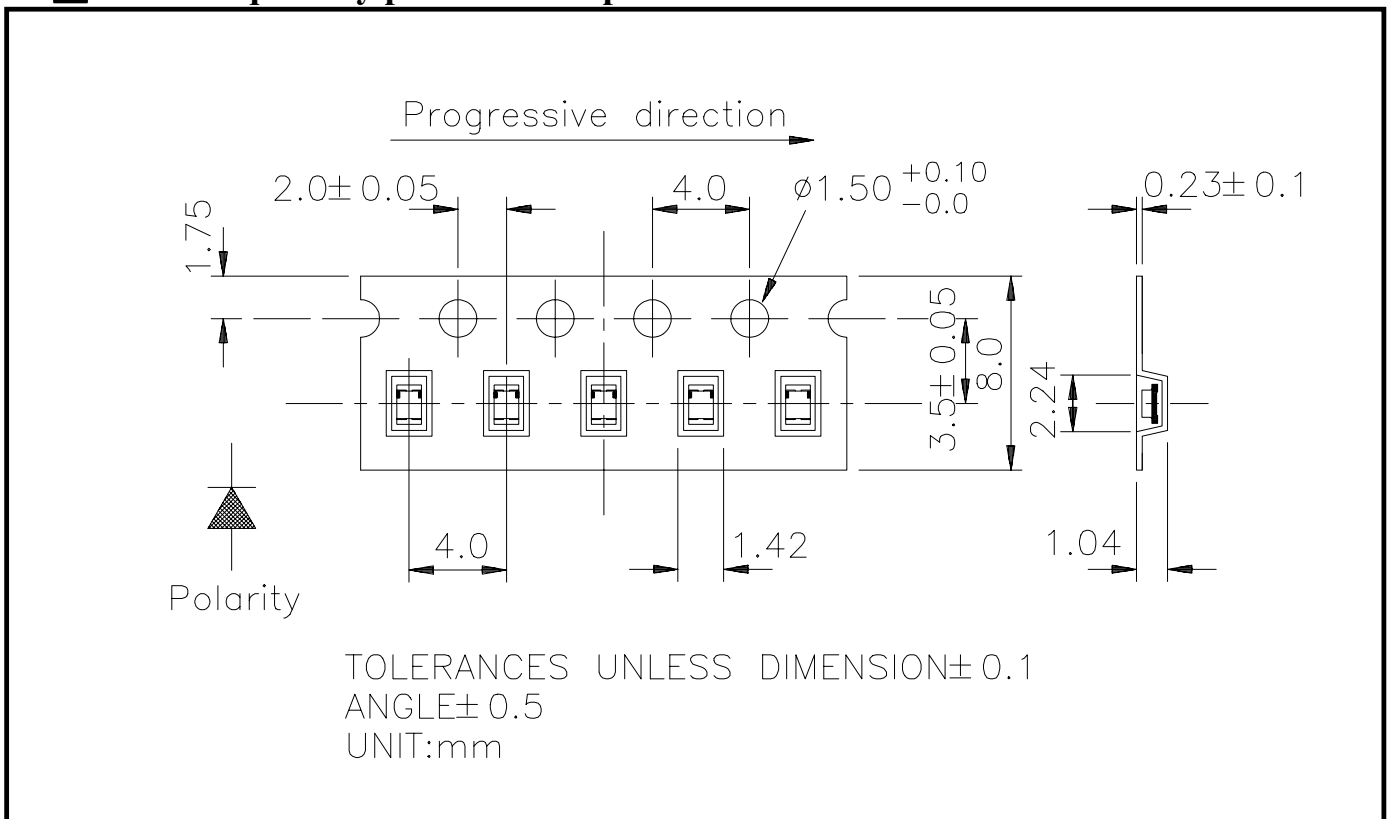 Progressive direction
2.0±0.05
4.0
ø1.50 +0.10 -0.0
0.23±0.1
1.75
3.5±0.05
8.0
2.24
4.0
1.42
1.04
Polarity
TOLERANCES UNLESS DIMENSION±0.1
ANGLE±0.5
UNIT:mm